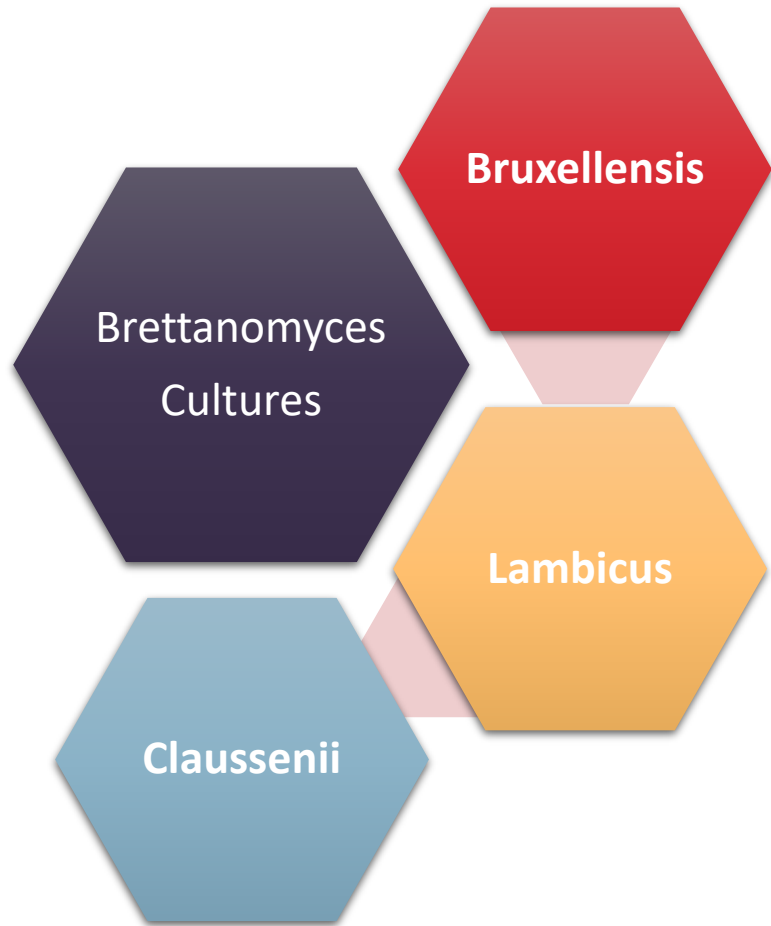 Bruxellensis
Brettanomyces
Cultures
Lambicus
Claussenii